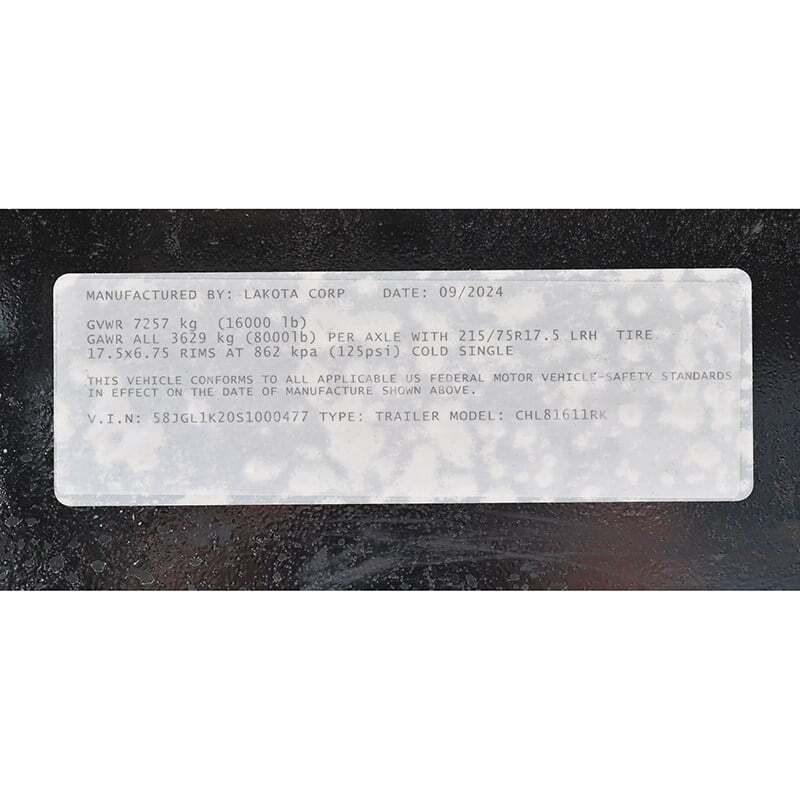 MANUFACTURED BY: LAKOTA CORP DATE: 09/2024
GVWR 7257 kg (16000 lb)
GAWR ALL 3629 kg (8000lb) PER AXLE WITH 215/75R17.5 LRH TIRE
17.5x6.75 RIMS AT 862 kpa (125psi) COLD SINGLE
THIS VEHICLE CONFORMS TO ALL APPLICABLE US FEDERAL MOTOR VEHICLE-SAFETY STANDARDS
IN EFFECT ON THE DATE OF MANUFACTURE SHOWN ABOVE.
V.I.N: 58JGL1K20S1000477 TYPE: TRAILER MODEL: CHL81611RK